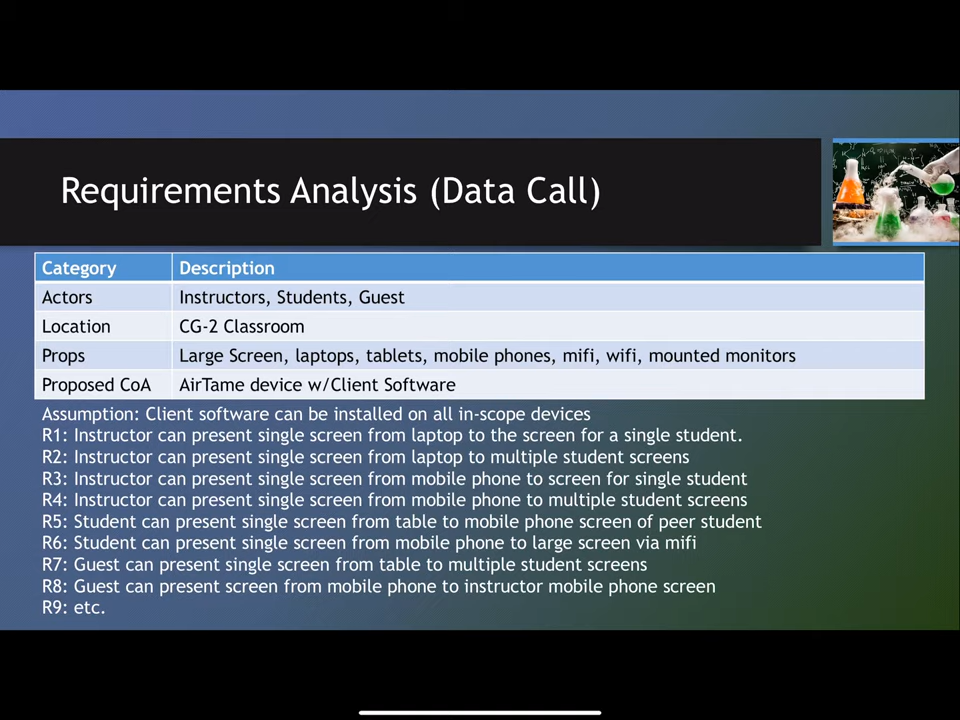 Requirements Analysis (Data Call)
Category Description
Actors Instructors, Students, Guest
Location CG-2 Classroom
Props Large Screen, laptops, tablets, mobile phones, mifi, wifi, mounted monitors
Proposed CoA AirTame device w/Client Software
Assumption: Client software can be installed on all in-scope devices
R1: Instructor can present single screen from laptop to the screen for a single student.
R2: Instructor can present single screen from laptop to multiple student screens
R3: Instructor can present single screen from mobile phone to screen for single student
R4: Instructor can present single screen from mobile phone to multiple student screens
R5: Student can present single screen from table to mobile phone screen of peer student
R6: Student can present single screen from mobile phone to large screen via mifi
R7: Guest can present single screen from table to multiple student screens
R8: Guest can present screen from mobile phone to instructor mobile phone screen
R9: etc.